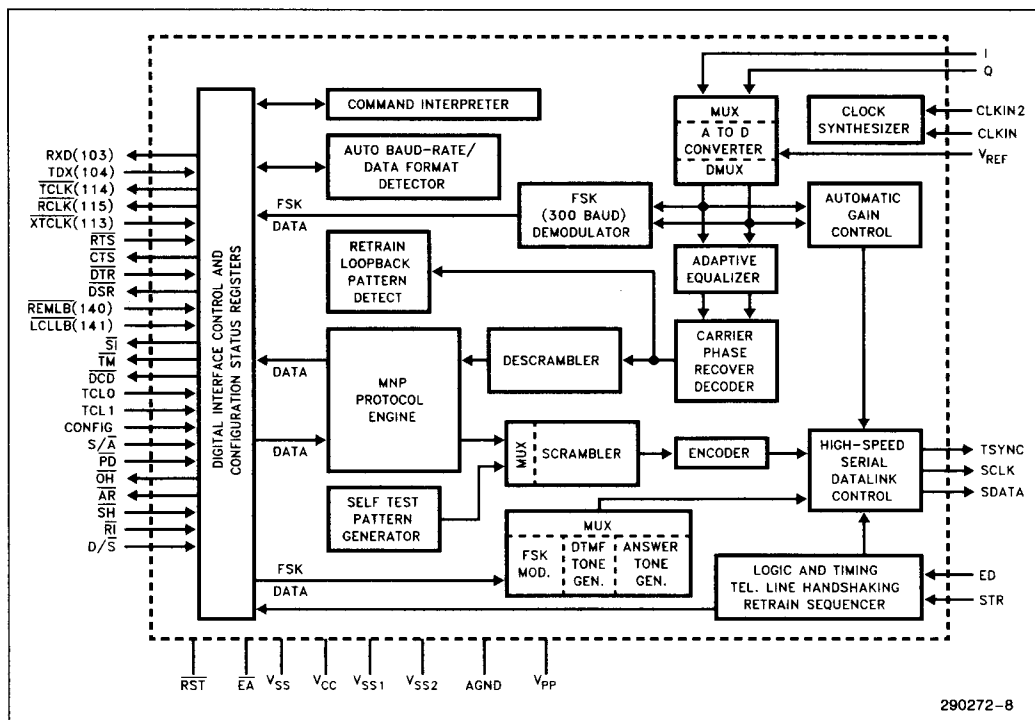 I
Q
COMMAND INTERPRETER
MUX
A TO D
CONVERTER
DMUX
CLOCK
SYNTHESIZER
CLKIN2
CLKIN
VREF
AUTO BAUD-RATE/
DATA FORMAT
DETECTOR
RXD(103)
TDX(104)
TCLK(114)
RCLK(115)
XTCLK(113)
RTS
CTS
DTR
DSR
REMLB(140)
LCLLB(141)
SI
TM
DCD
TCL0
TCL1
CONFIG
S/A
PD
OH
AR
SH
RI
D/S
DIGITAL INTERFACE CONTROL AND
CONFIGURATION STATUS REGISTERS
FSK
DATA
FSK
(300 BAUD)
DEMODULATOR
AUTOMATIC
GAIN
CONTROL
RETRAIN
LOOPBACK
PATTERN
DETECT
ADAPTIVE
EQUALIZER
DATA
MNP
PROTOCOL
ENGINE
DESCRAMBLER
CARRIER
PHASE
RECOVER
DECODER
DATA
MUX
SCRAMBLER
ENCODER
HIGH-SPEED
SERIAL
DATALINK
CONTROL
TSYNC
SCLK
SDATA
SELF TEST
PATTERN
GENERATOR
MUX
FSK
MOD.
DTMF
TONE
GEN.
ANSWER
TONE
GEN.
FSK
DATA
LOGIC AND TIMING
TEL. LINE HANDSHAKING
RETRAIN SEQUENCER
ED
STR
RST
EA
VSS
VCC
VSS1
VSS2
AGND
VPP
290272-8